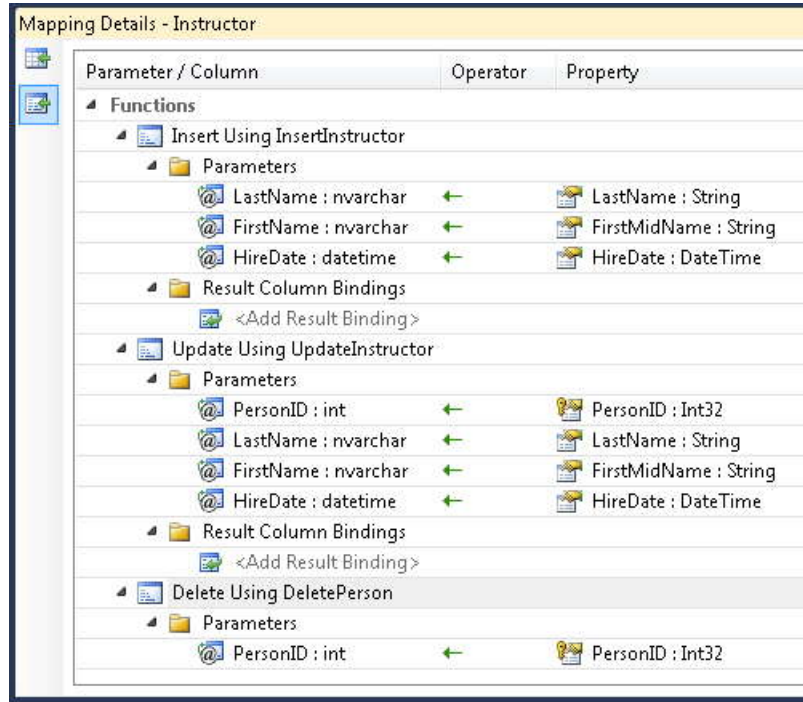 Mapping Details - Instructor
Parameter / Column Operator Property
Functions
Insert Using InsertInstructor
Parameters
LastName : nvarchar ← LastName : String
FirstName : nvarchar ← FirstMidName : String
HireDate : datetime ← HireDate : DateTime
Result Column Bindings
<Add Result Binding>
Update Using UpdateInstructor
Parameters
PersonID : int ← PersonID : Int32
LastName : nvarchar ← LastName : String
FirstName : nvarchar ← FirstMidName : String
HireDate : datetime ← HireDate : DateTime
Result Column Bindings
<Add Result Binding>
Delete Using DeletePerson
Parameters
PersonID : int ← PersonID : Int32